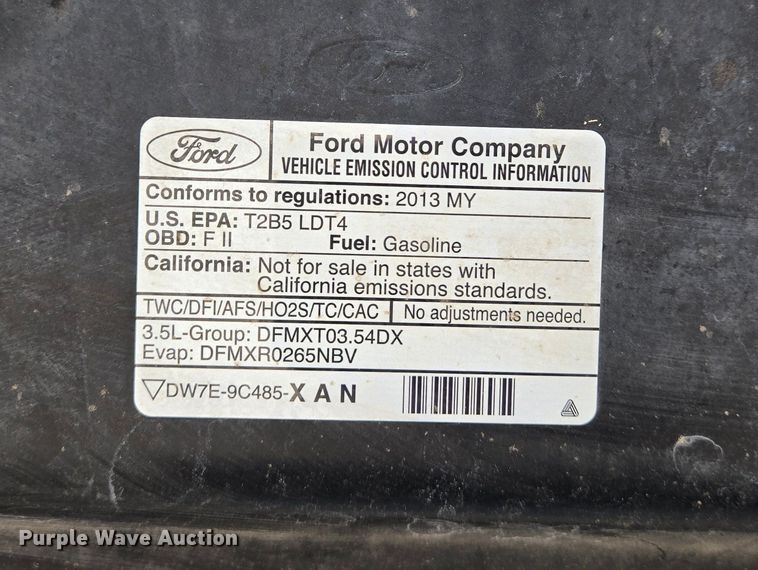 Ford
Ford
Ford Motor Company
VEHICLE EMISSION CONTROL INFORMATION
Conforms to regulations: 2013 MY
U.S. EPA: T2B5 LDT4
OBD: F II Fuel: Gasoline
California: Not for sale in states with
California emissions standards.
TWC/DFI/AFS/HO2S/TC/CAC No adjustments needed.
3.5L-Group: DFMXT03.54DX
Evap: DFMXR0265NBV
DW7E-9C485-XAN
Purple Wave Auction